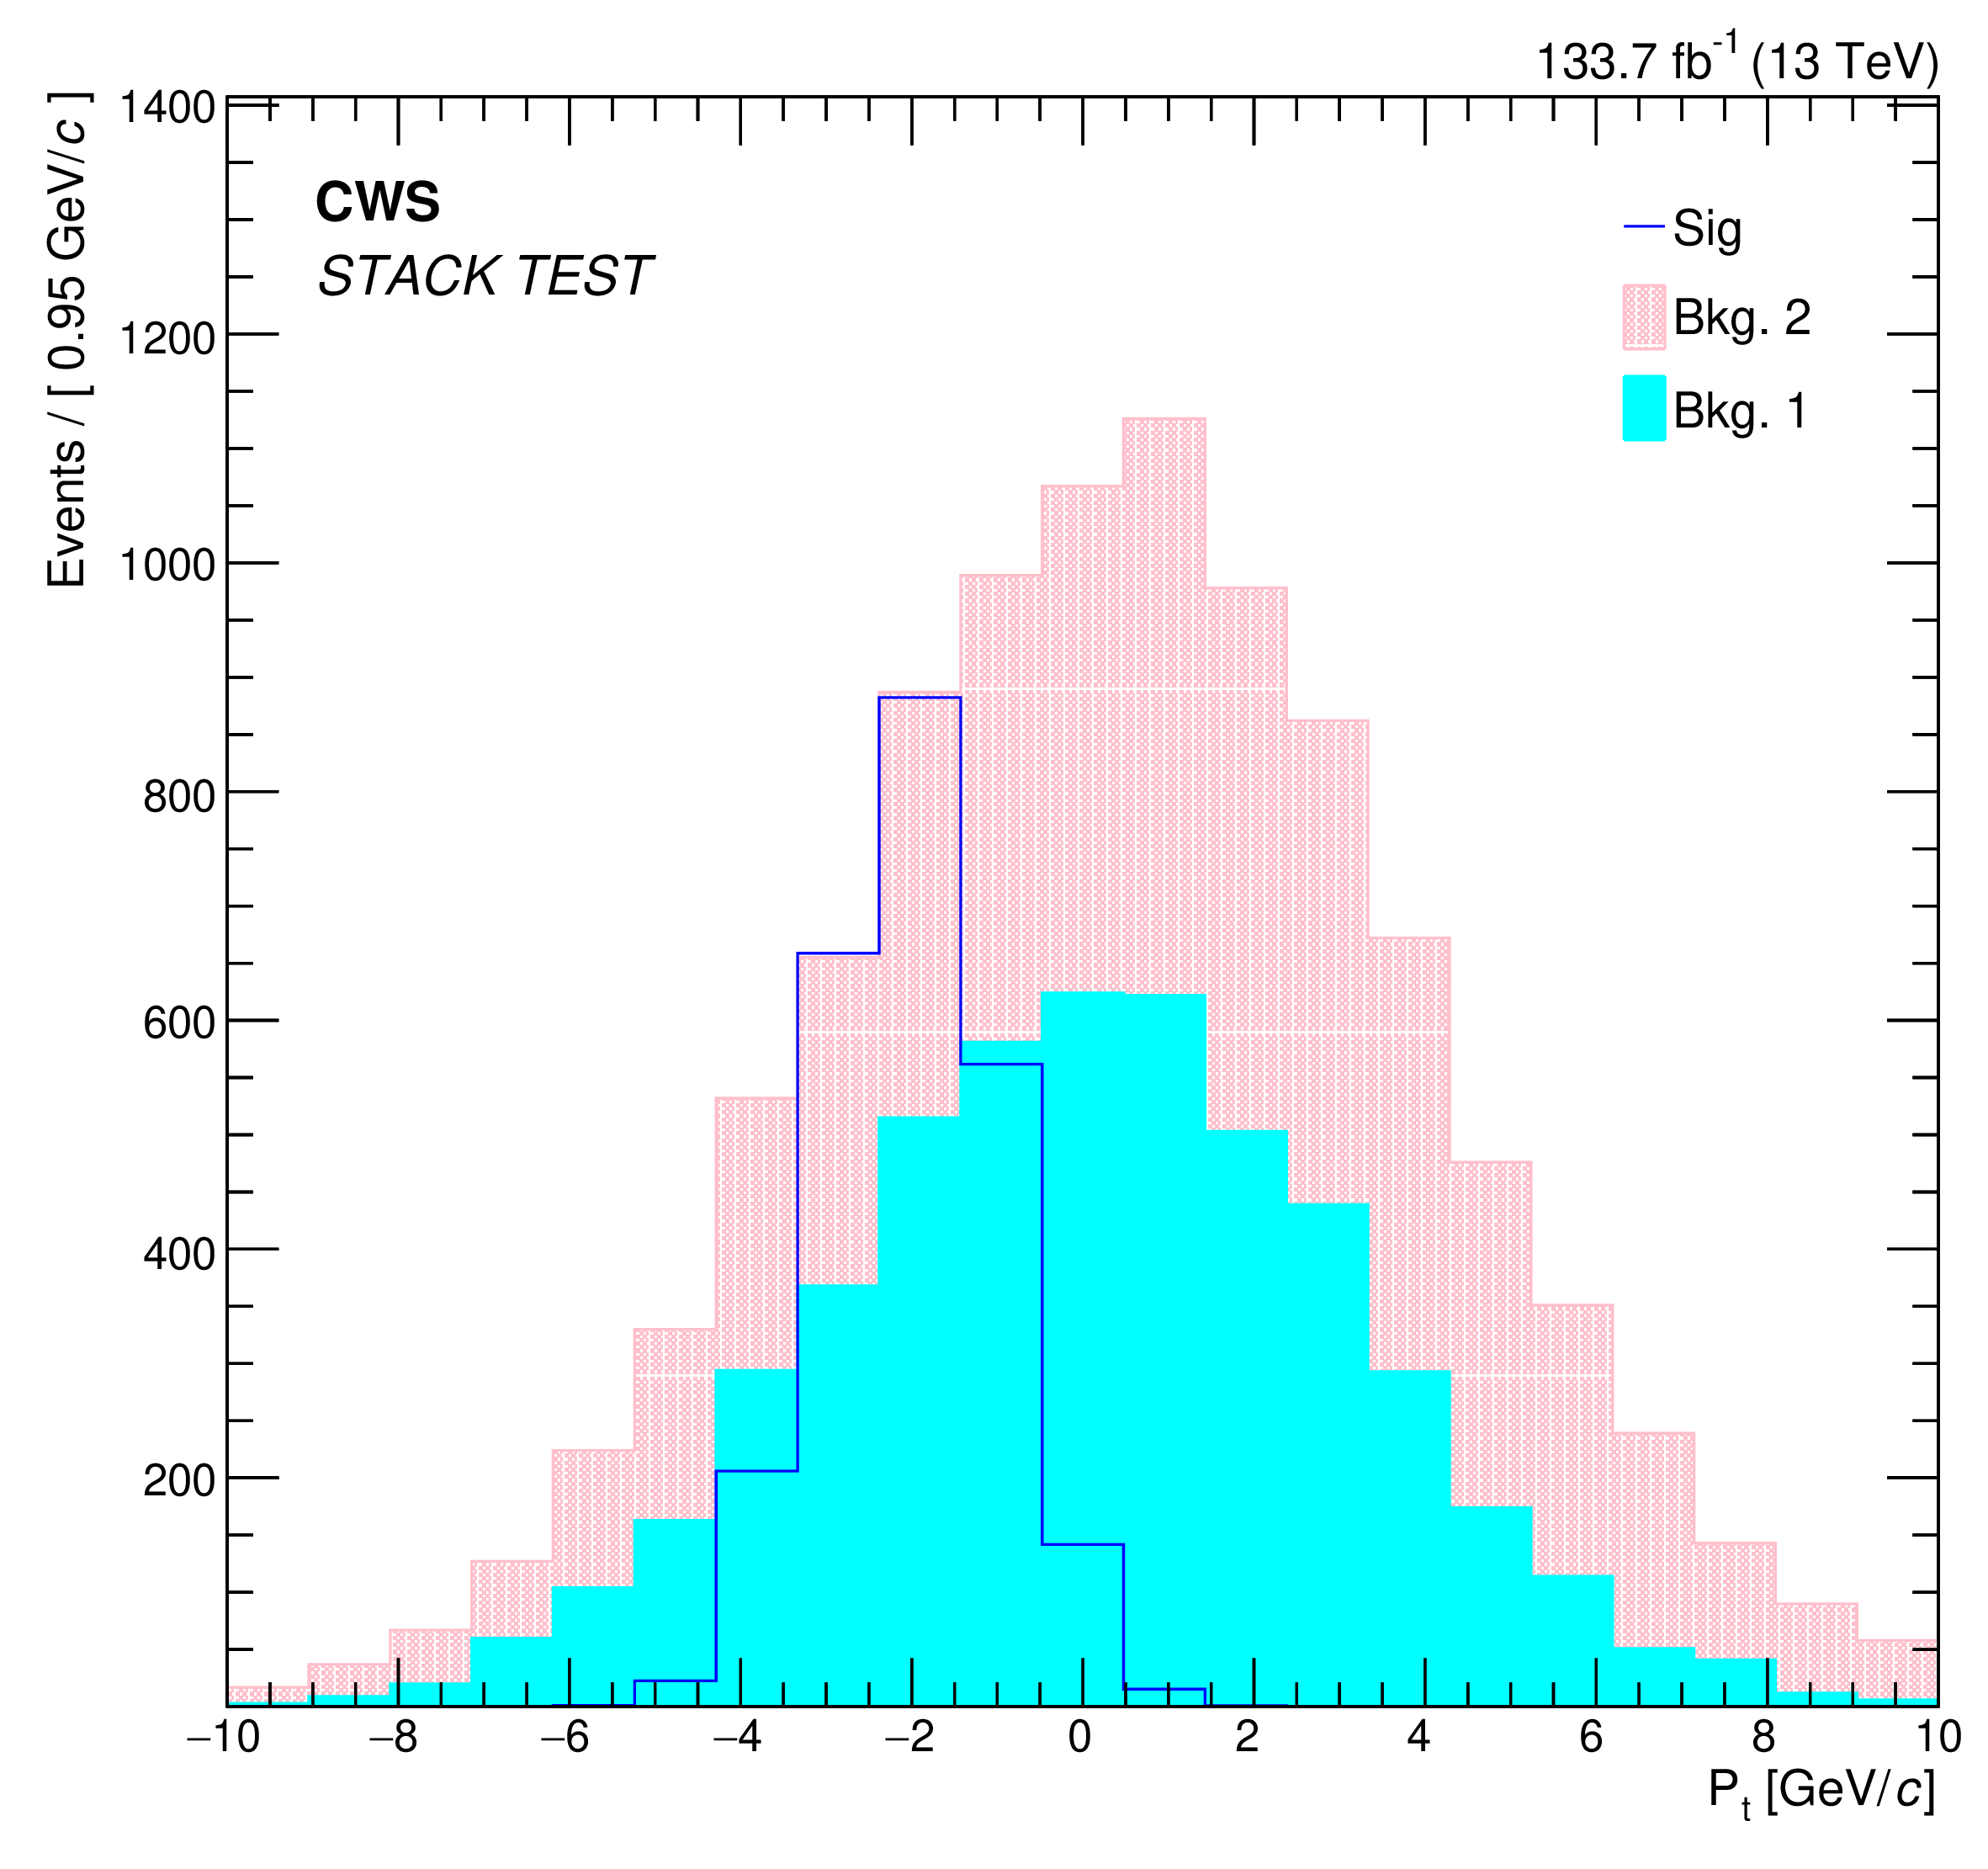 133.7 fb-1 (13 TeV)
Events / [ 0.95 GeV/c ]
1400
1200
1000
800
600
400
200
CWS
STACK TEST
Sig
Bkg. 2
Bkg. 1
−10 −8 −6 −4 −2 0 2 4 6 8 10
Pt [GeV/c]